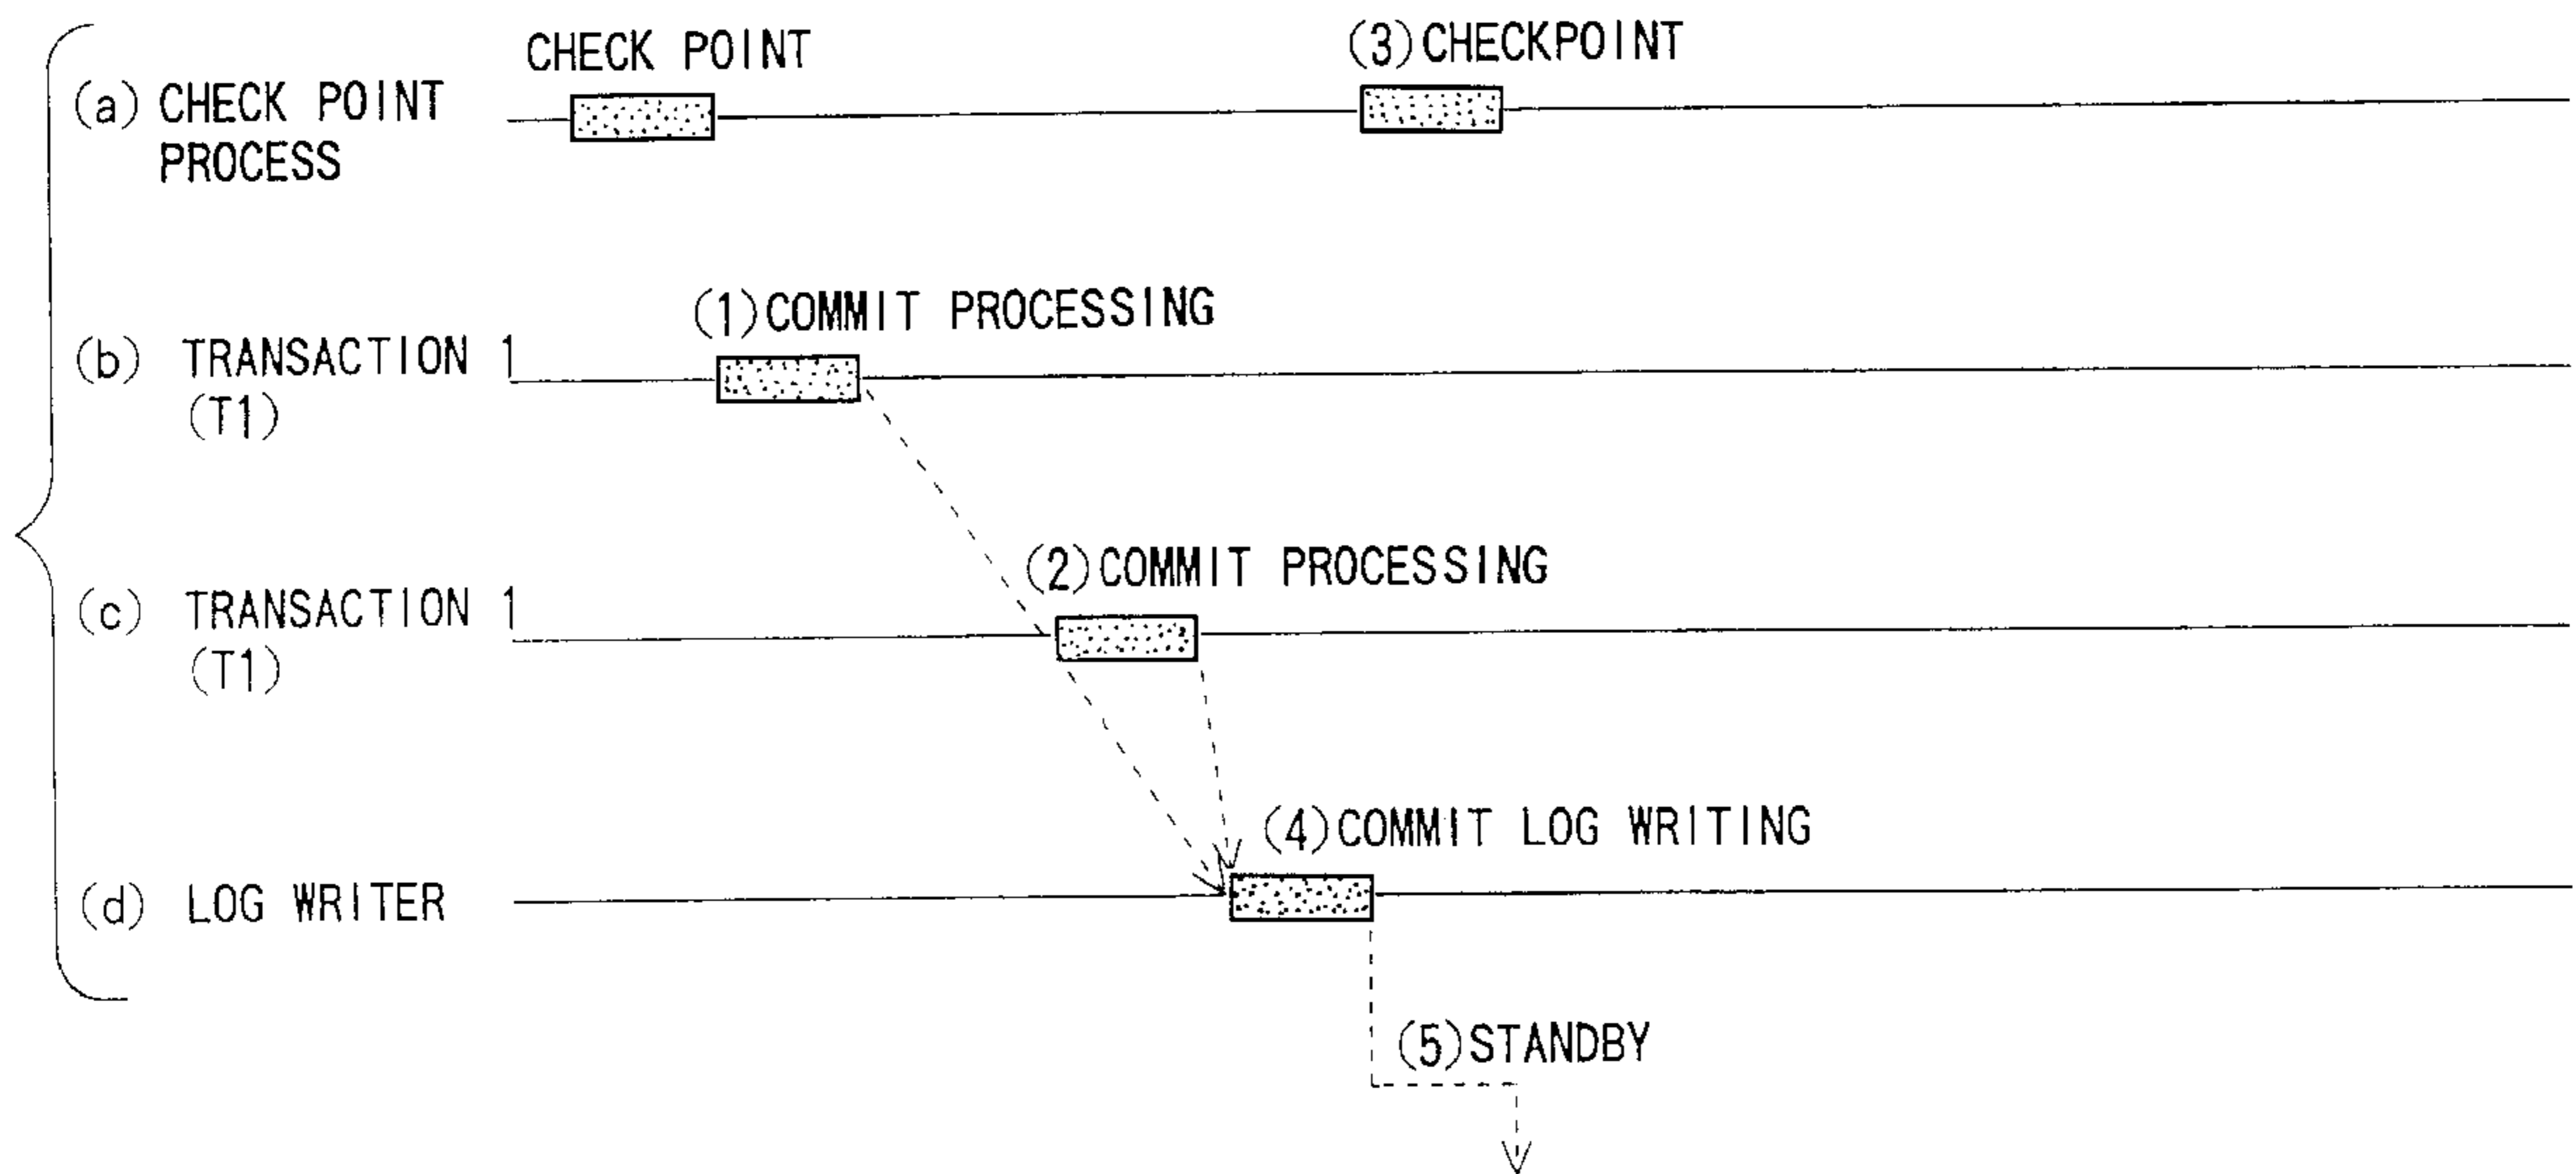 CHECK POINT
(3)CHECKPOINT
(a) CHECK POINT
PROCESS
(1)COMMIT PROCESSING
(b) TRANSACTION 1
(T1)
(2)COMMIT PROCESSING
(c) TRANSACTION 1
(T1)
(4)COMMIT LOG WRITING
(d) LOG WRITER
(5)STANDBY